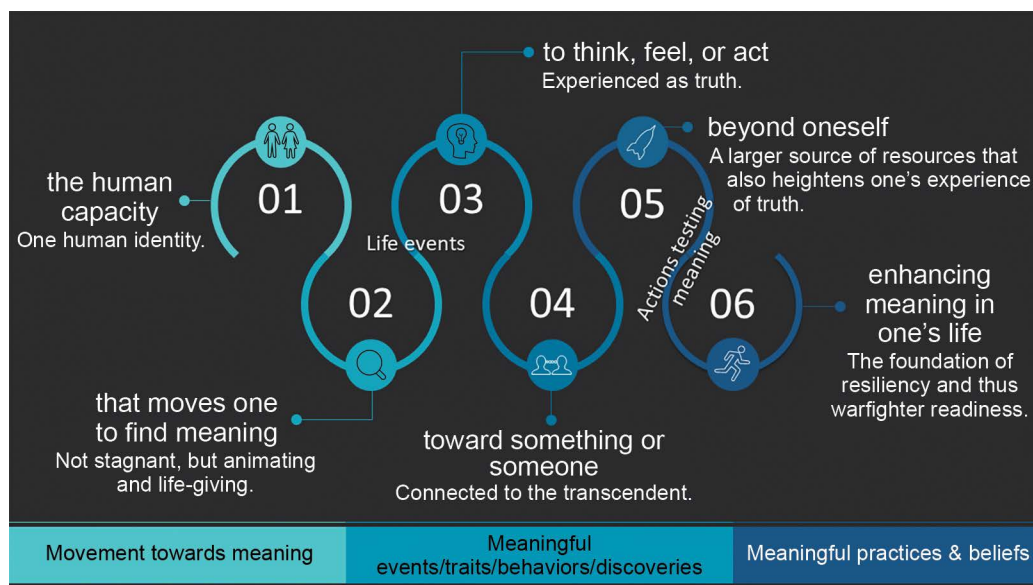 01
the human
capacity
One human identity.
02
that moves one
to find meaning
Not stagnant, but animating
and life-giving.
Life events
03
to think, feel, or act
Experienced as truth.
04
toward something or
someone
Connected to the transcendent.
05
beyond oneself
A larger source of resources that
also heightens one’s experience
of truth.
Actions testing
meaning
06
enhancing
meaning in
one’s life
The foundation of
resiliency and thus
warfighter readiness.
Movement towards meaning
Meaningful
events/traits/behaviors/discoveries
Meaningful practices & beliefs